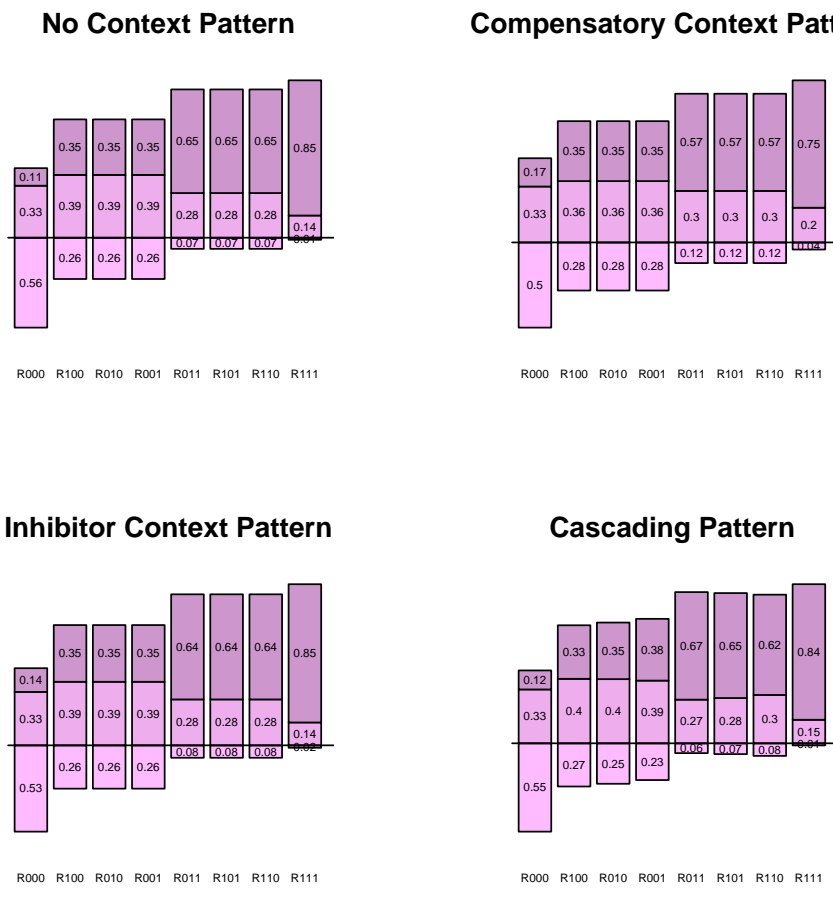 No Context Pattern
0.11 0.33 0.56
0.35 0.39 0.26
0.35 0.39 0.26
0.35 0.39 0.26
0.65 0.28 0.07
0.65 0.28 0.07
0.65 0.28 0.07
0.85 0.14 0.01
R000 R100 R010 R001 R011 R101 R110 R111
Compensatory Context Patt
0.17 0.33 0.5
0.35 0.36 0.28
0.35 0.36 0.28
0.35 0.36 0.28
0.57 0.3 0.12
0.57 0.3 0.12
0.57 0.3 0.12
0.75 0.2 0.04
R000 R100 R010 R001 R011 R101 R110 R111
Inhibitor Context Pattern
0.14 0.33 0.53
0.35 0.39 0.26
0.35 0.39 0.26
0.35 0.39 0.26
0.64 0.28 0.08
0.64 0.28 0.08
0.64 0.28 0.08
0.85 0.14 0.02
R000 R100 R010 R001 R011 R101 R110 R111
Cascading Pattern
0.12 0.33 0.55
0.33 0.4 0.27
0.35 0.4 0.25
0.38 0.39 0.23
0.67 0.27 0.06
0.65 0.28 0.07
0.62 0.3 0.08
0.84 0.15 0.01
R000 R100 R010 R001 R011 R101 R110 R111